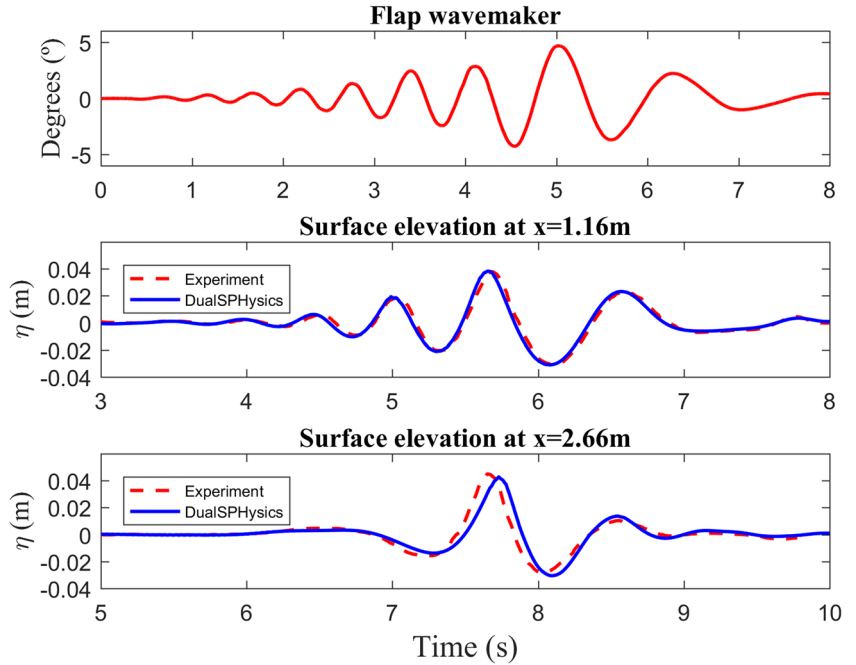 Flap wavemaker
Degrees (º)
5
0
-5
0 1 2 3 4 5 6 7 8
Surface elevation at x=1.16m
η (m)
0.04
0.02
0
-0.02
-0.04
Experiment
DualSPHysics
3 4 5 6 7 8
Surface elevation at x=2.66m
η (m)
0.04
0.02
0
-0.02
-0.04
Experiment
DualSPHysics
5 6 7 8 9 10
Time (s)